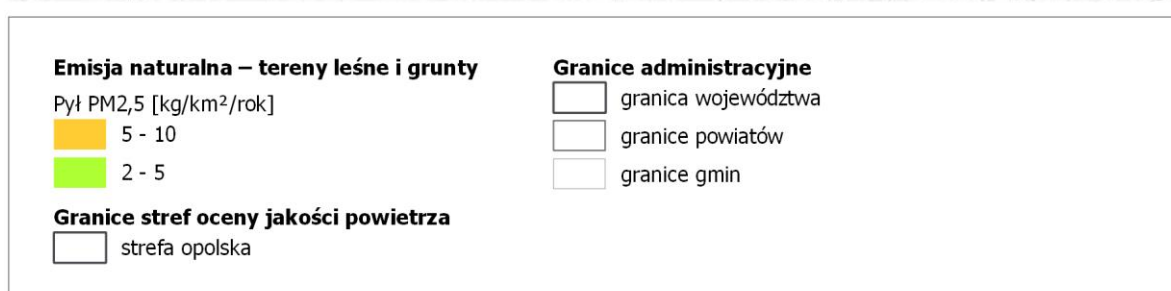 Emisja naturalna – tereny leśne i grunty
Pył PM2,5 [kg/km²/rok]
5 - 10
2 - 5
Granice stref oceny jakości powietrza
strefa opolska
Granice administracyjne
granica województwa
granice powiatów
granice gmin